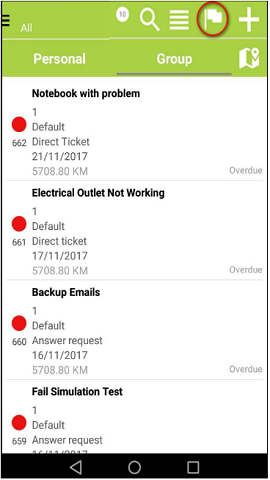 All
10
Personal
Group
Notebook with problem
1
Default
662 Direct Ticket
21/11/2017
5708.80 KM Overdue
Electrical Outlet Not Working
1
Default
661 Direct ticket
17/11/2017
5708.80 KM Overdue
Backup Emails
1
Default
660 Answer request
16/11/2017
5708.80 KM Overdue
Fail Simulation Test
1
Default
659 Answer request
16/11/2017